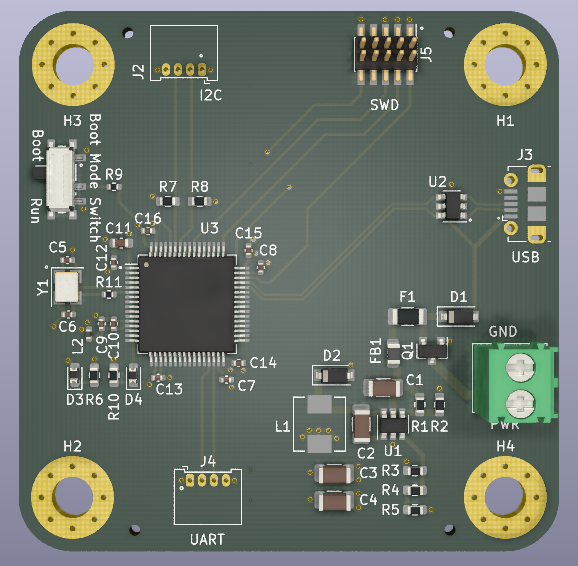 J2
I2C
J5
SWD
H3
H1
Boot
Run
Boot Mode Switch
J3
USB
R9
R7
R8
U2
C16
U3
C11
C15
C8
C12
C5
Y1
R11
C6
L2
C9
C10
F1
D1
GND
FB1
Q1
C14
D2
D3
R6
R10
D4
C13
C7
C1
R1
R2
PWR
L1
C2
U1
H2
H4
J4
C3
R3
C4
R4
R5
UART